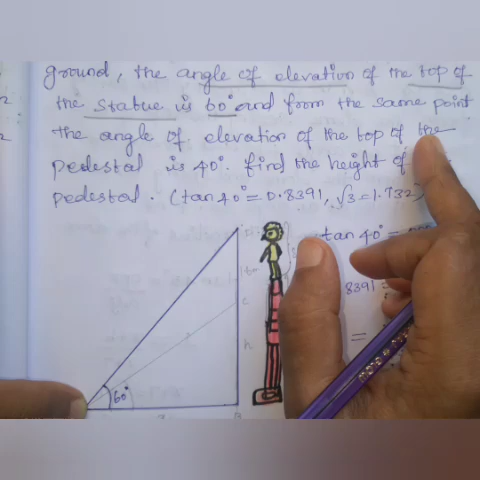 ground, the angle of elevation of the top of
the statue is 60° and from the same point
the angle of elevation of the top of the
pedestal is 40°. find the height of
pedestal. (tan 40° = 0.8391, √3 = 1.732)
tan 40° =
8391 =
=
h
60°